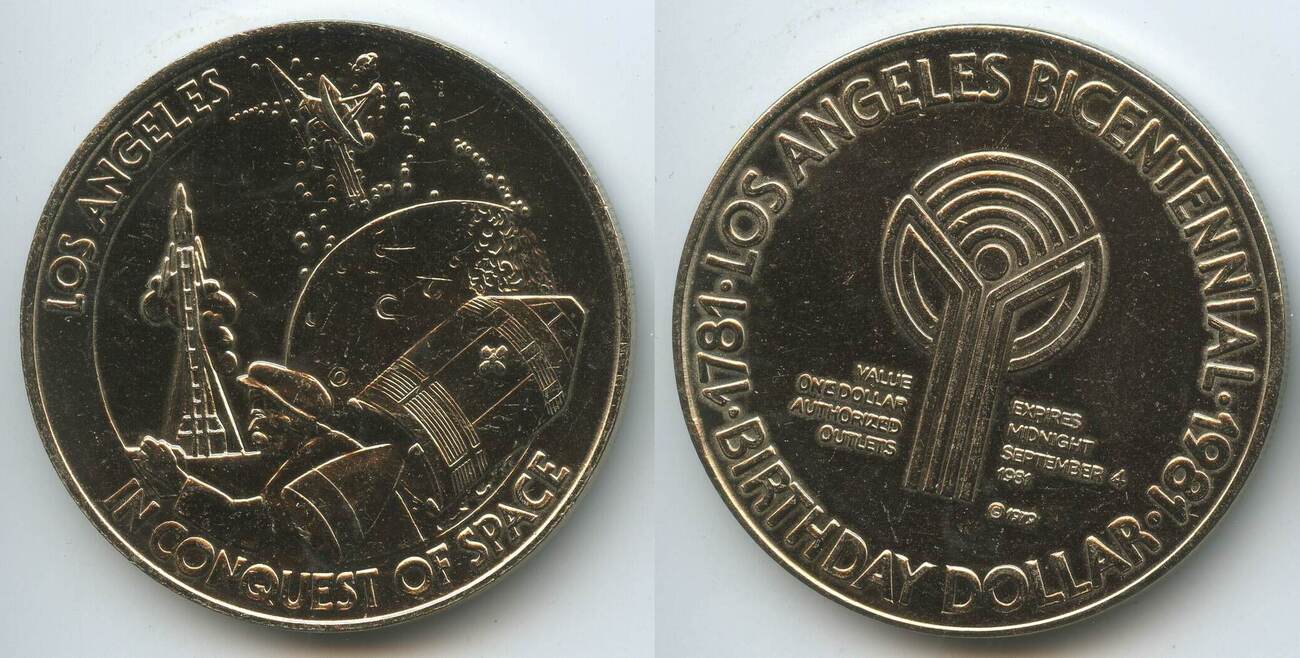 LOS ANGELES
IN CONQUEST OF SPACE
1781 · LOS ANGELES BICENTENNIAL · 1981 ·
BIRTHDAY DOLLAR ·
VALUE
ONE DOLLAR
AUTHORIZED
OUTLETS
EXPIRES
MIDNIGHT
SEPTEMBER 4
1981
©1979